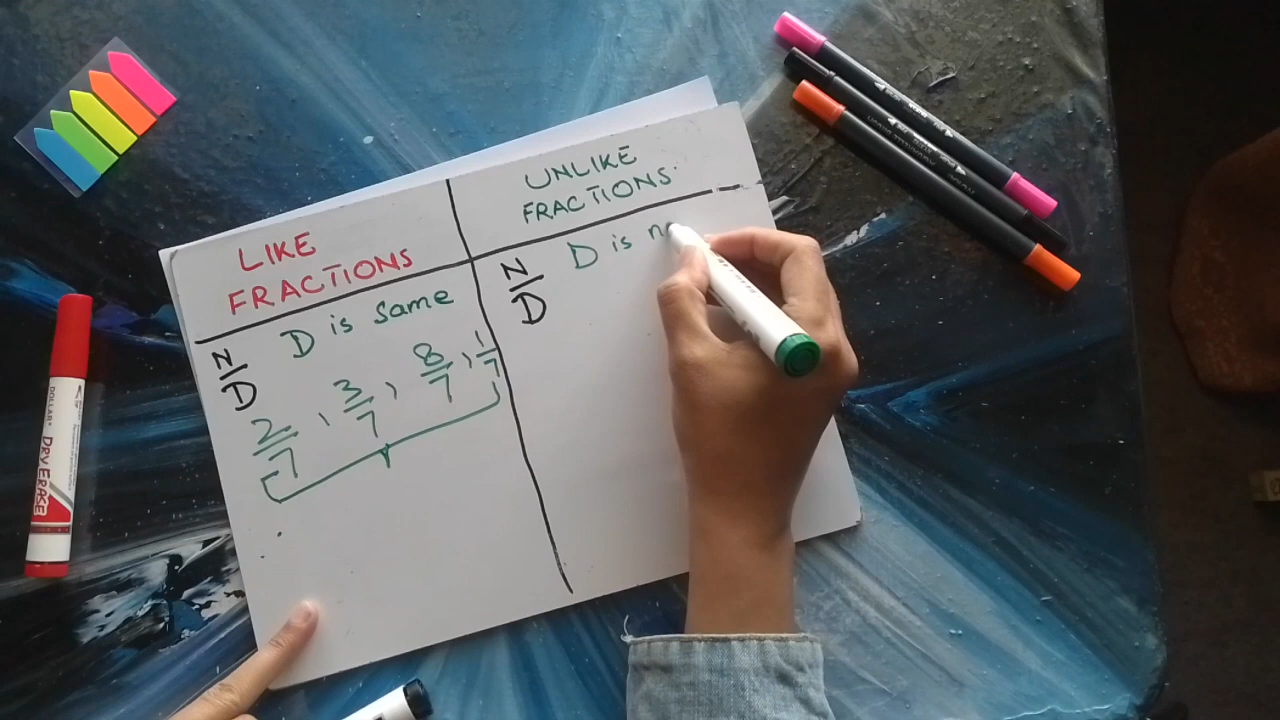 LIKE
FRACTIONS
N/D
D is same
2/7, 3/7, 8/7, 1/7
UNLIKE
FRACTIONS
N/D
D is n
DOLLAR
DRY ERASE